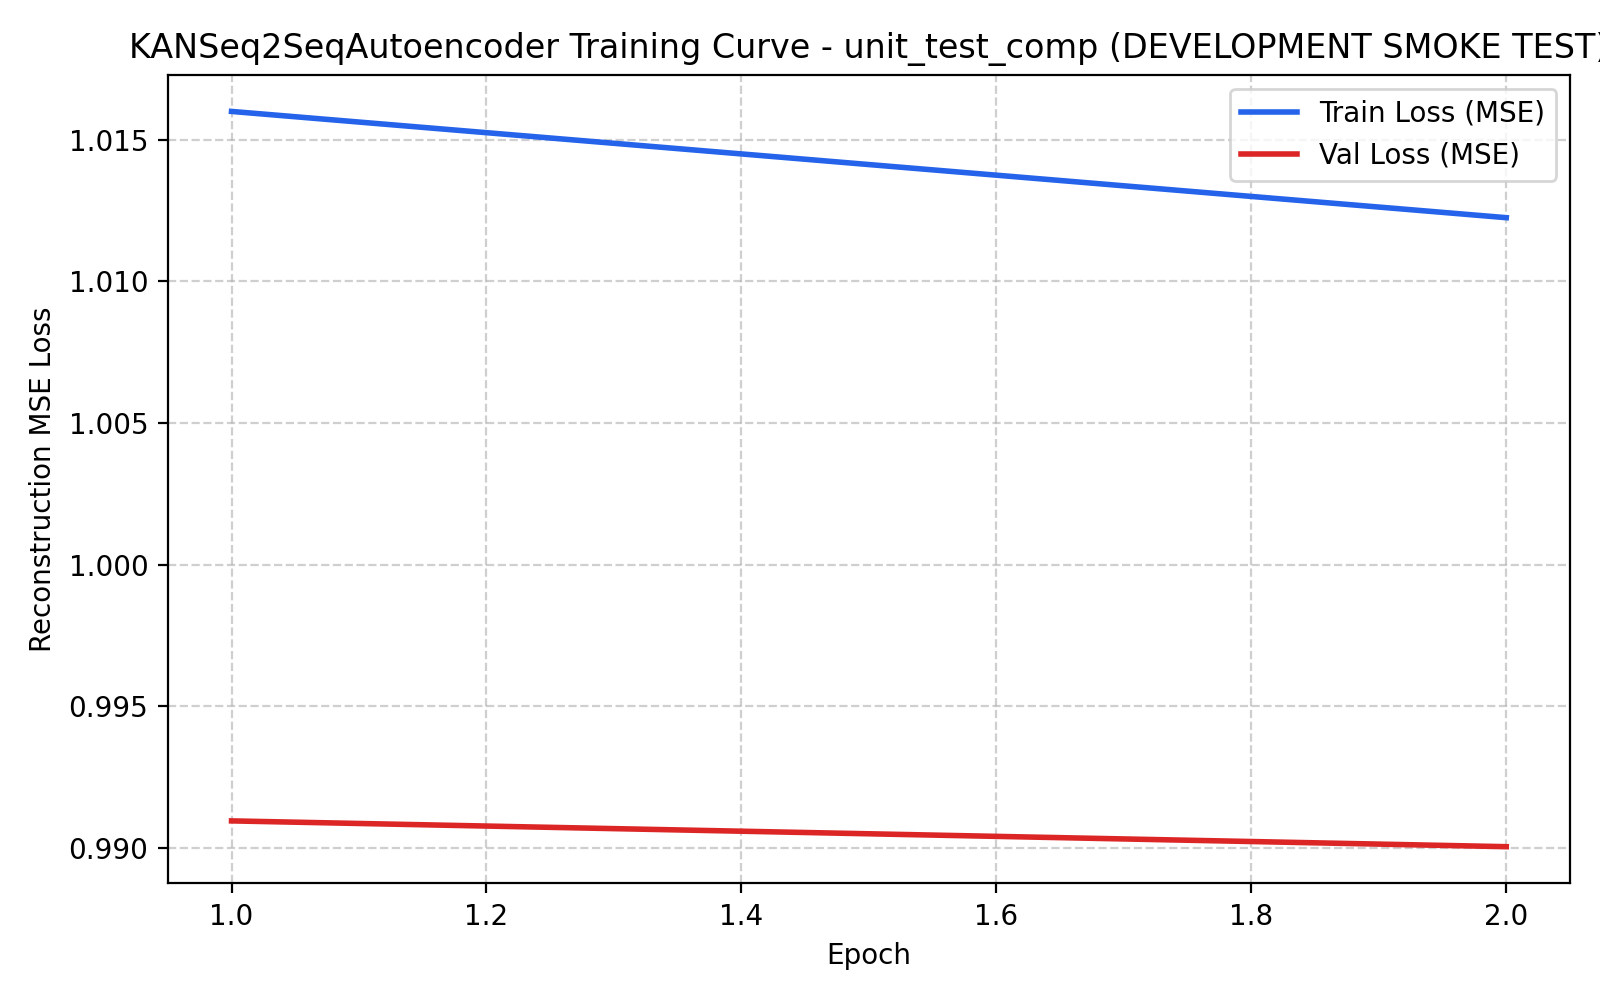 KANSeq2SeqAutoencoder Training Curve - unit_test_comp (DEVELOPMENT SMOKE TEST)
Train Loss (MSE)
Val Loss (MSE)
Reconstruction MSE Loss
1.015
1.010
1.005
1.000
0.995
0.990
1.0 1.2 1.4 1.6 1.8 2.0
Epoch